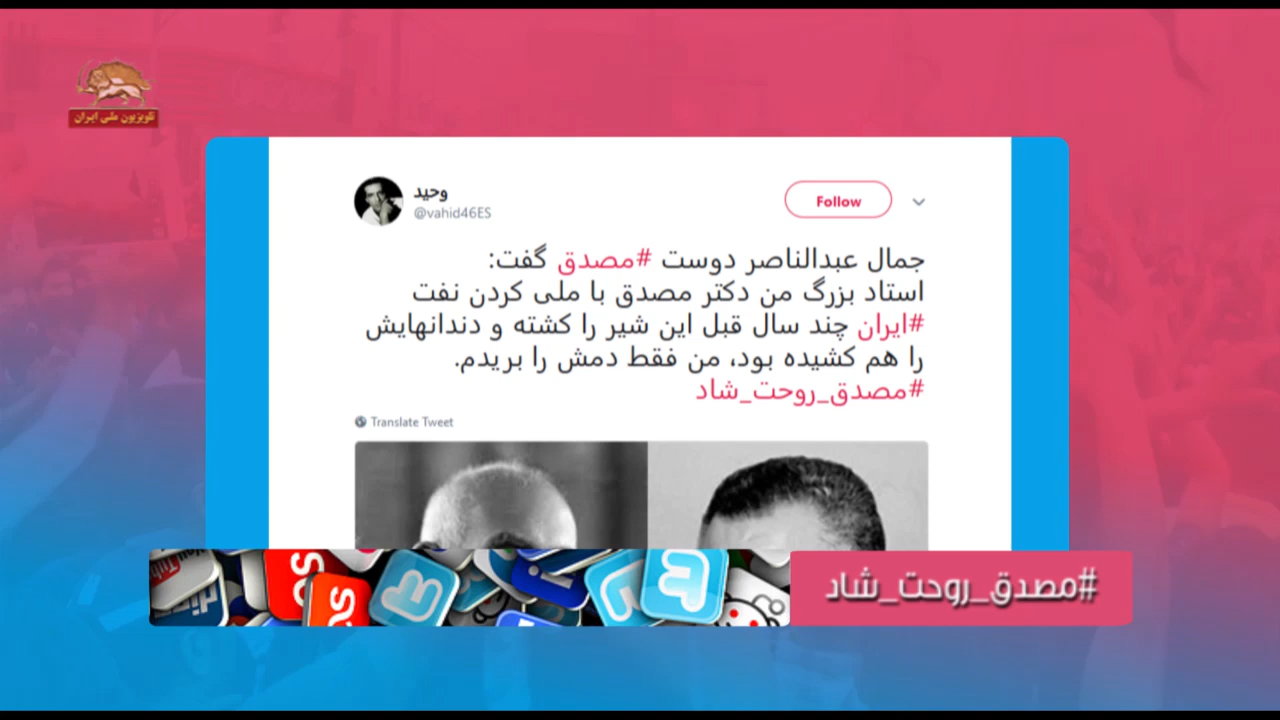 تلویزیون ملی ایران
وحید
@vahid46ES
Follow
جمال عبدالناصر دوست #مصدق گفت:
استاد بزرگ من دکتر مصدق با ملی کردن نفت
#ایران چند سال قبل این شیر را کشته و دندانهایش
را هم کشیده بود، من فقط دمش را بریدم.
#مصدق_روحت_شاد
Translate Tweet
#مصدق_روحت_شاد